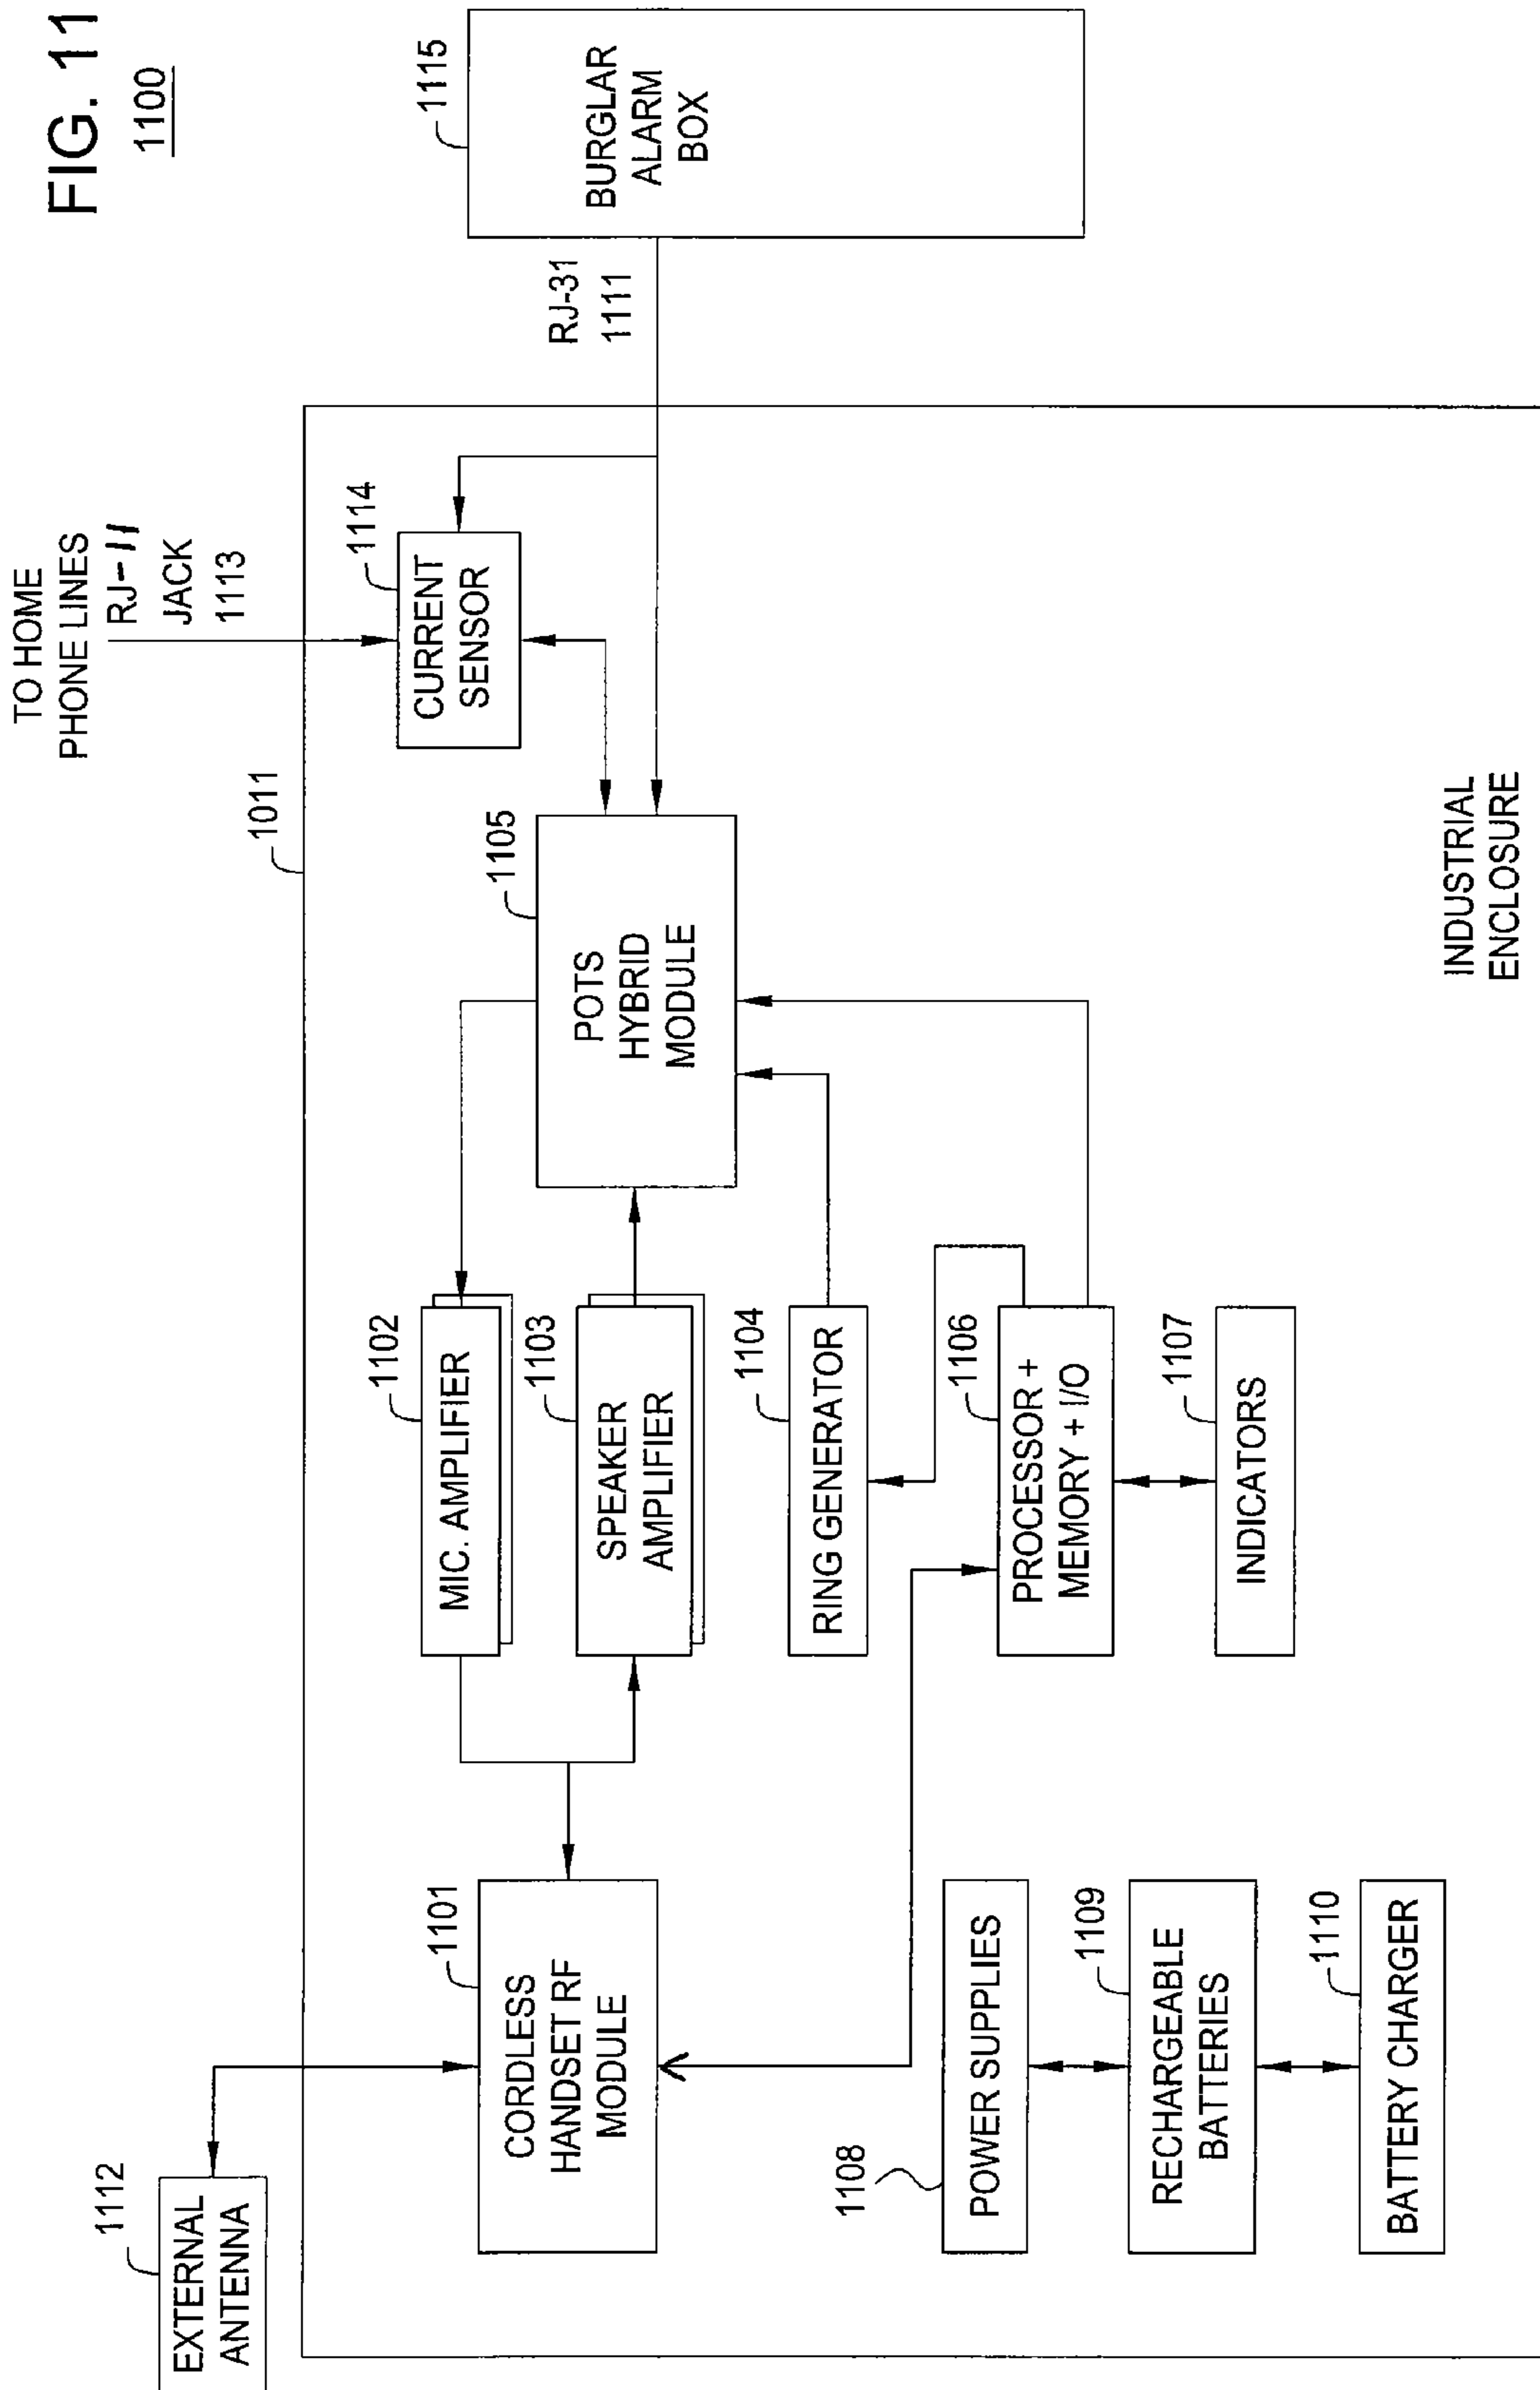 FIG. 11
1100
TO HOME
PHONE LINES
RJ-11
JACK
1113
1112
EXTERNAL
ANTENNA
1011
1101
CORDLESS
HANDSET RF
MODULE
1102
MIC. AMPLIFIER
1103
SPEAKER
AMPLIFIER
1105
POTS
HYBRID
MODULE
1114
CURRENT
SENSOR
RJ-31
1111
1115
BURGLAR
ALARM
BOX
1104
RING GENERATOR
1106
PROCESSOR +
MEMORY + I/O
1107
INDICATORS
1108
POWER SUPPLIES
1109
RECHARGEABLE
BATTERIES
1110
BATTERY CHARGER
INDUSTRIAL
ENCLOSURE